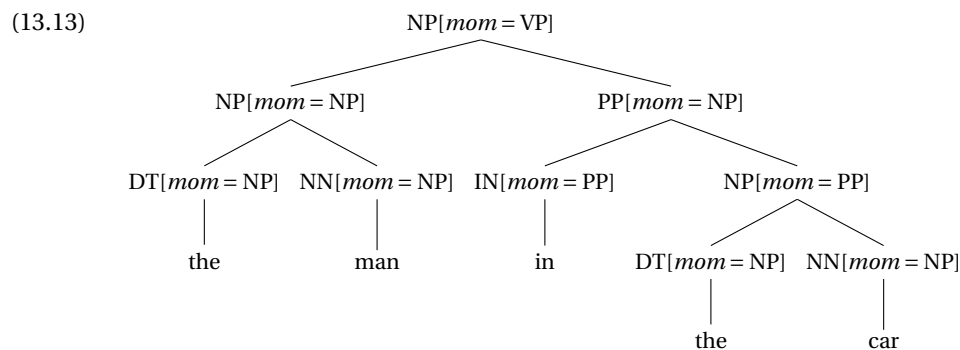 (13.13) NP[mom = VP]
NP[mom = NP] PP[mom = NP]
DT[mom = NP] NN[mom = NP] IN[mom = PP] NP[mom = PP]
the man in DT[mom = NP] NN[mom = NP]
the car